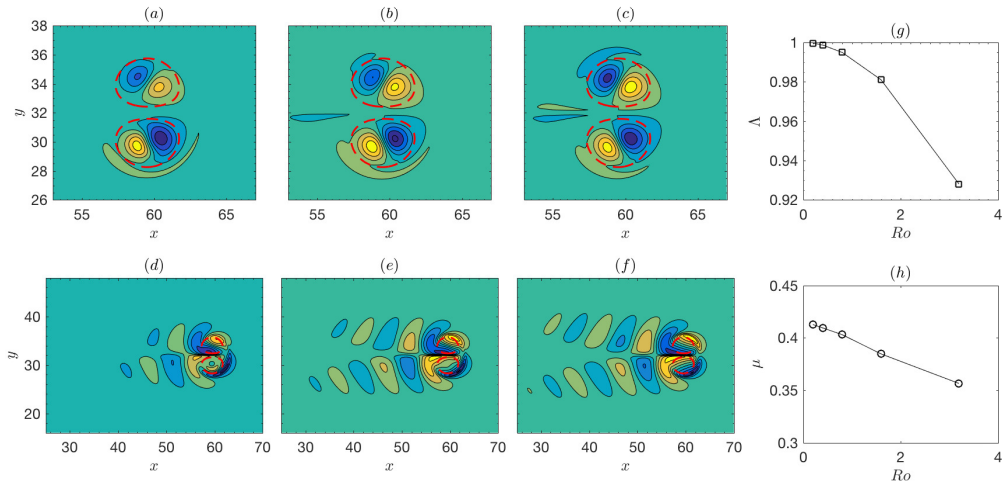 (a)
38
36
34
32
30
28
26
y
55 60 65
x
(b)
55 60 65
x
(c)
55 60 65
x
(g)
1
0.98
0.96
0.94
0.92
Λ
0 2 4
Ro
(d)
40
30
20
y
30 40 50 60 70
x
(e)
30 40 50 60 70
x
(f)
30 40 50 60 70
x
(h)
0.45
0.4
0.35
0.3
μ
0 2 4
Ro